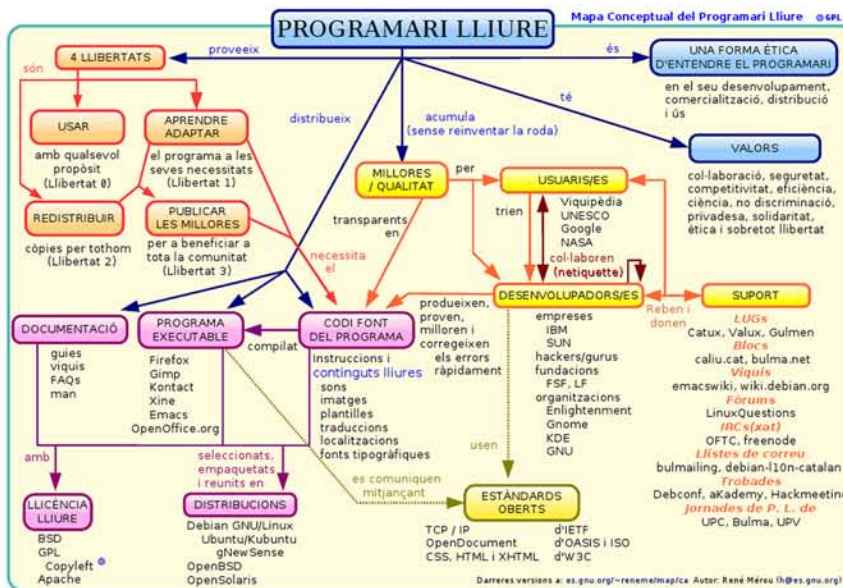 PROGRAMARI LLIURE
Mapa Conceptual del Programari Lliure @GPL
proveeix
és
4 LLIBERTATS
UNA FORMA ÈTICA
D'ENTENDRE EL PROGRAMARI
en el seu desenvolupament,
comercialització, distribució
i ús
són
USAR
amb qualsevol
propòsit
(Llibertat 0)
APRENDRE
ADAPTAR
el programa a les
seves necessitats
(Llibertat 1)
REDISTRIBUIR
còpies per tothom
(Llibertat 2)
PUBLICAR
LES MILLORES
per a beneficiar a
tota la comunitat
(Llibertat 3)
distribueix
acumula
(sense reinventar la roda)
té
VALORS
col·laboració, seguretat,
competitivitat, eficiència,
ciència, no discriminació,
privadesa, solidaritat,
ètica i sobretot llibertat
MILLORES
/ QUALITAT
per
transparents
en
USUARIS/ES
trien
Viquipèdia
UNESCO
Google
NASA
col·laboren
(netiquette)
necessita
el
DESENVOLUPADORS/ES
produeixen,
proven,
milloren i
corregeixen
els errors
ràpidament
empreses
IBM
SUN
hackers/gurus
fundacions
FSF, LF
organitzacions
Enlightenment
Gnome
KDE
GNU
Reben i
donen
SUPORT
LUGs
Catux, Valux, Gulmen
Blocs
caliu.cat, bulma.net
Viquis
emacswiki, wiki.debian.org
Fòrums
LinuxQuestions
IRCs(xat)
OFTC, freenode
Llistes de correu
bulmailing, debian-l10n-catalan
Trobades
Debconf, aKademy, Hackmeeting
Jornades de P. L. de
UPC, Bulma, UPV
DOCUMENTACIÓ
guies
viquis
FAQs
man
PROGRAMA
EXECUTABLE
Firefox
Gimp
Kontact
Xine
Emacs
OpenOffice.org
compilat
CODI FONT
DEL PROGRAMA
Instruccions i
continguts lliures
sons
imatges
plantilles
traduccions
localitzacions
fonts tipogràfiques
amb
seleccionats,
empaquetats
i reunits en
es comuniquen
mitjançant
usen
LLICÈNCIA
LLIURE
BSD
GPL
Copyleft
Apache
DISTRIBUCIONS
Debian GNU/Linux
Ubuntu/Kubuntu
gNewSense
OpenBSD
OpenSolaris
ESTÀNDARDS
OBERTS
TCP / IP d'IETF
OpenDocument d'OASIS i ISO
CSS, HTML i XHTML d'W3C
Darreres versions a: es.gnu.org/~reneme/map/ca Autor: René Mérou (h@es.gnu.org)